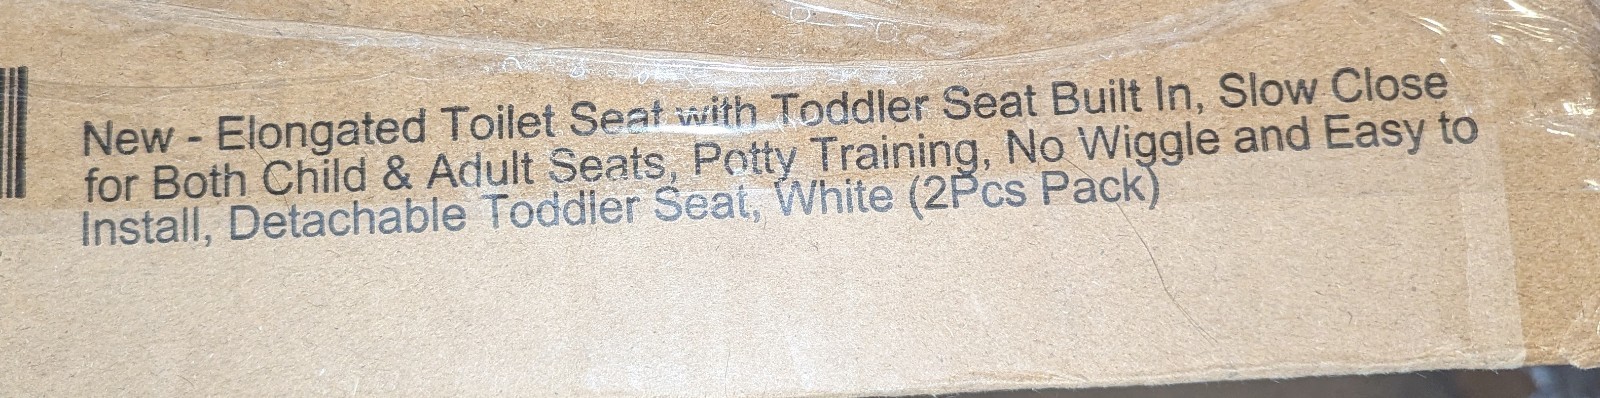 New - Elongated Toilet Seat with Toddler Seat Built In, Slow Close
for Both Child & Adult Seats, Potty Training, No Wiggle and Easy to
Install, Detachable Toddler Seat, White (2Pcs Pack)